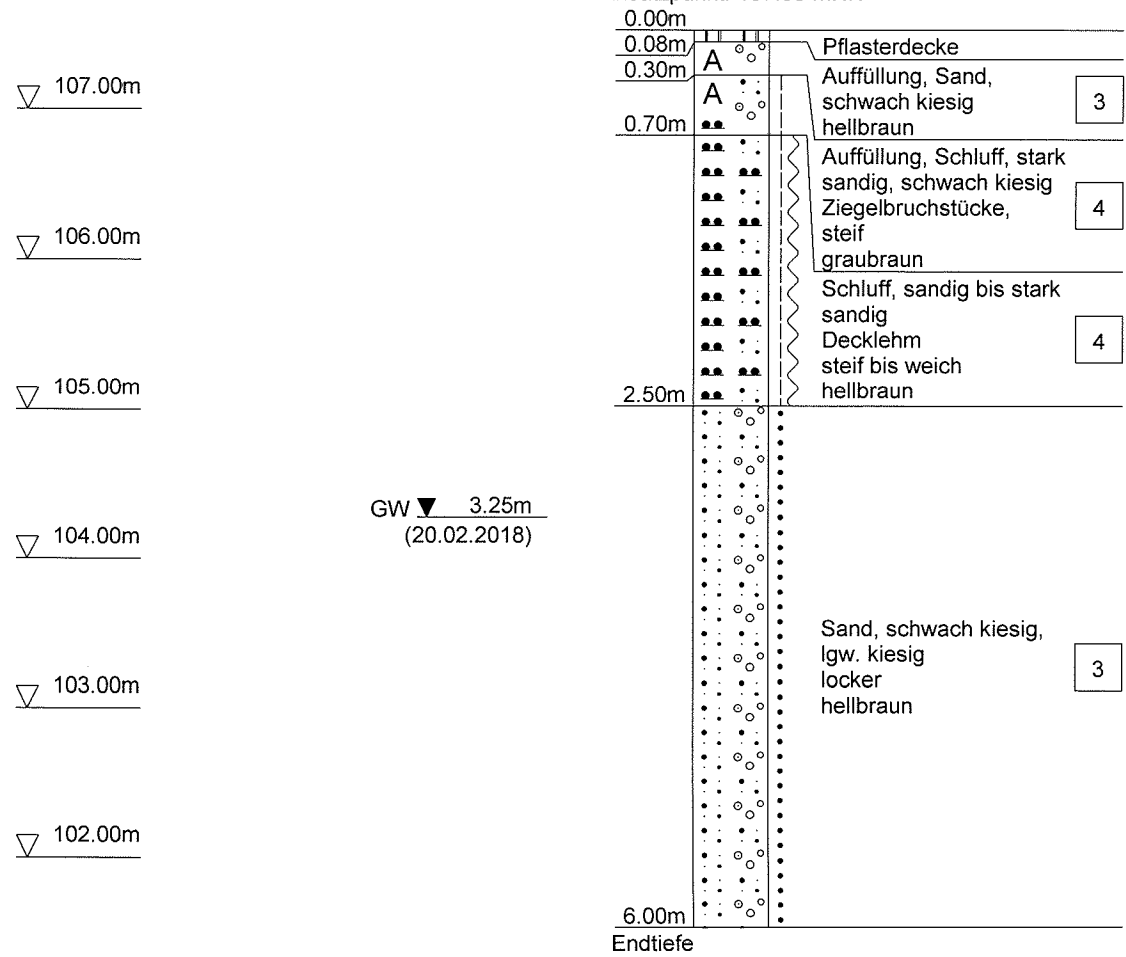 0.00m
0.08m
Pflasterdecke
0.30m
A
A
Auffüllung, Sand,
schwach kiesig
hellbraun
3
107.00m
0.70m
Auffüllung, Schluff, stark
sandig, schwach kiesig
Ziegelbruchstücke,
steif
graubraun
4
106.00m
Schluff, sandig bis stark
sandig
Decklehm
steif bis weich
hellbraun
4
105.00m
2.50m
GW 3.25m
(20.02.2018)
104.00m
Sand, schwach kiesig,
lgw. kiesig
locker
hellbraun
3
103.00m
102.00m
6.00m
Endtiefe